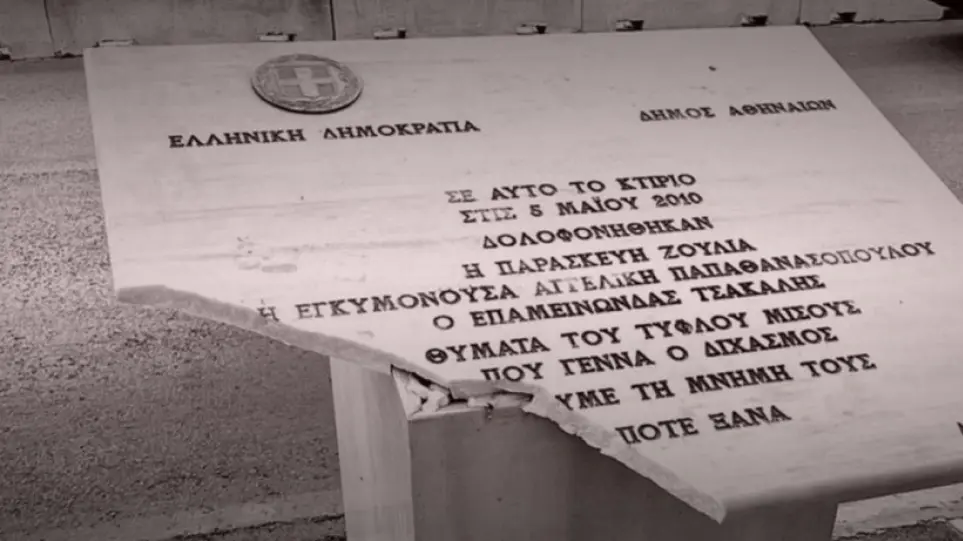 ΕΛΛΗΝΙΚΗ ΔΗΜΟΚΡΑΤΙΑ
ΔΗΜΟΣ ΑΘΗΝΑΙΩΝ
ΣΕ ΑΥΤΟ ΤΟ ΚΤΙΡΙΟ
ΣΤΙΣ 5 ΜΑΪΟΥ 2010
ΔΟΛΟΦΟΝΗΘΗΚΑΝ
Η ΠΑΡΑΣΚΕΥΗ ΖΟΥΛΙΑ
Η ΕΓΚΥΜΟΝΟΥΣΑ ΑΓΓΕΛΙΚΗ ΠΑΠΑΘΑΝΑΣΟΠΟΥΛΟΥ
Ο ΕΠΑΜΕΙΝΩΝΔΑΣ ΤΣΑΚΑΛΗΣ
ΘΥΜΑΤΑ ΤΟΥ ΤΥΦΛΟΥ ΜΙΣΟΥΣ
ΠΟΥ ΓΕΝΝΑ Ο ΔΙΧΑΣΜΟΣ
ΥΜΕ ΤΗ ΜΝΗΜΗ ΤΟΥΣ
ΠΟΤΕ ΞΑΝΑ